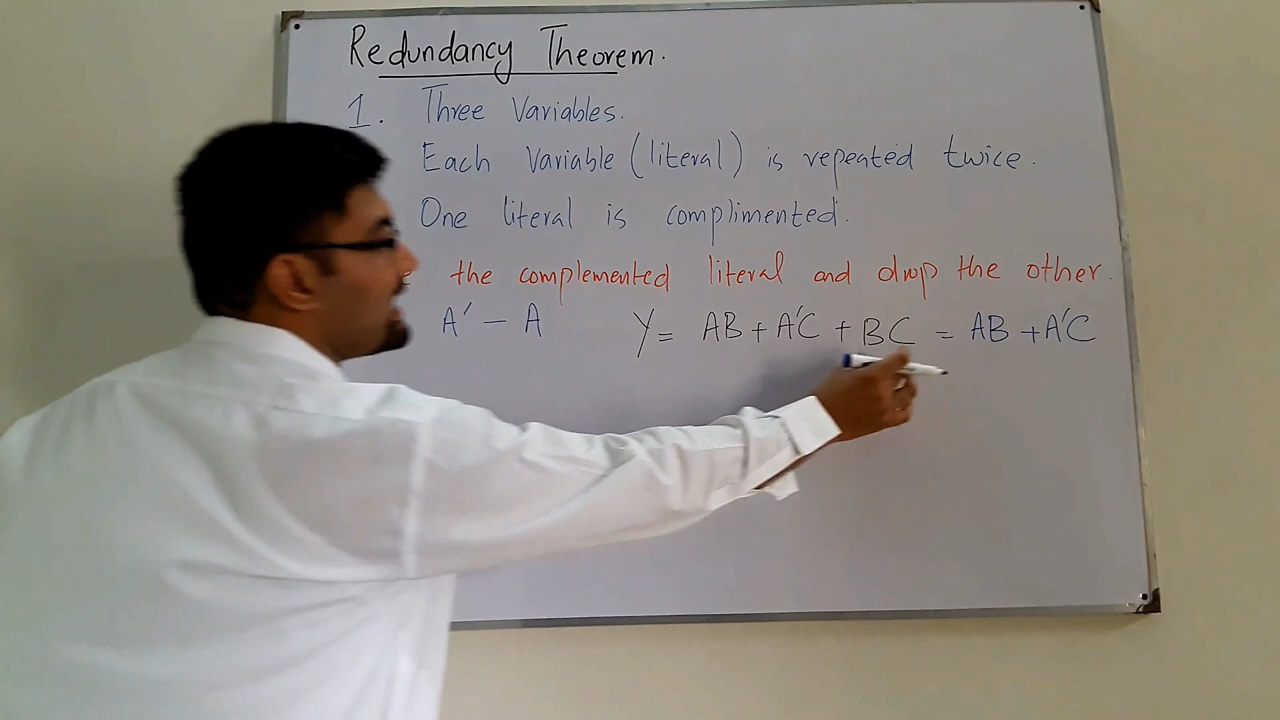 Redundancy Theorem.
1. Three Variables.
Each Variable (literal) is repeated twice.
One literal is complimented.
the complemented literal and drop the other.
A' - A Y = AB + A'C + BC = AB + A'C